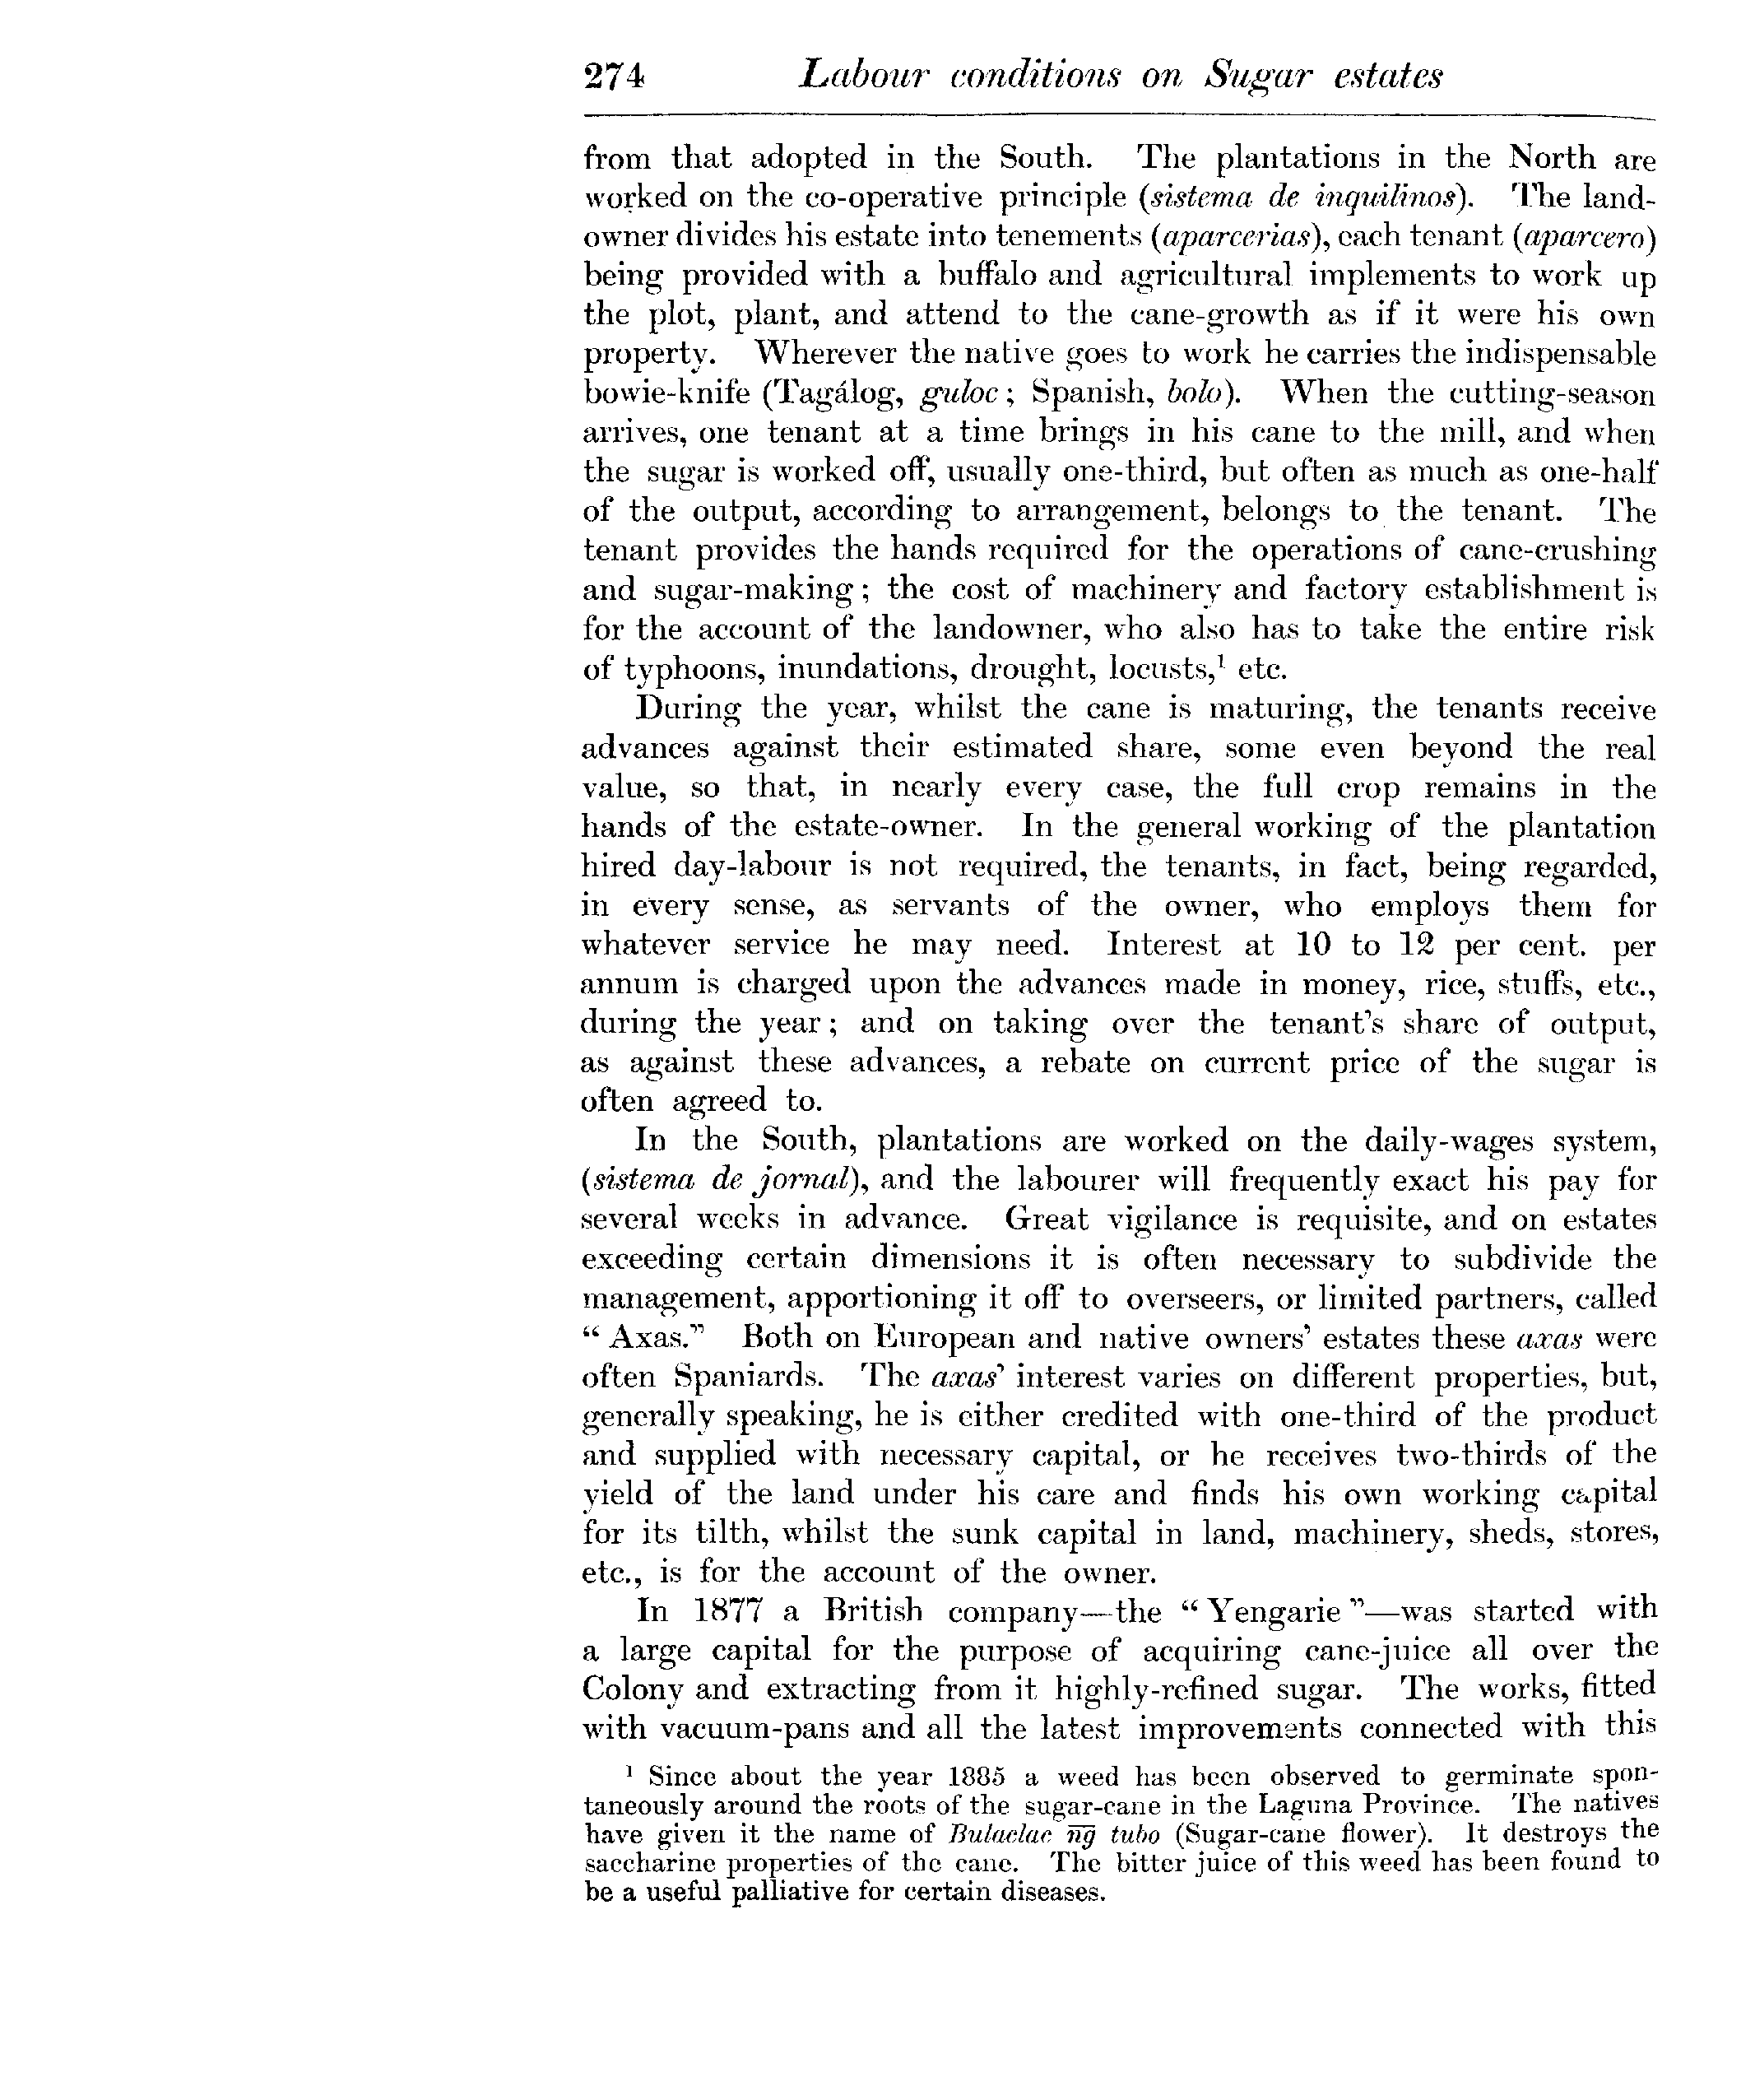 274 Labour conditions on Sugar estates
from that adopted in the South. The plantations in the North are
worked on the co-operative principle (sistema de inquilinos). The land-
owner divides his estate into tenements (aparcerias), each tenant (aparcero)
being provided with a buffalo and agricultural implements to work up
the plot, plant, and attend to the cane-growth as if it were his own
property. Wherever the native goes to work he carries the indispensable
bowie-knife (Tagálog, guloc; Spanish, bolo). When the cutting-season
arrives, one tenant at a time brings in his cane to the mill, and when
the sugar is worked off, usually one-third, but often as much as one-half
of the output, according to arrangement, belongs to the tenant. The
tenant provides the hands required for the operations of cane-crushing
and sugar-making; the cost of machinery and factory establishment is
for the account of the landowner, who also has to take the entire risk
of typhoons, inundations, drought, locusts,¹ etc.
During the year, whilst the cane is maturing, the tenants receive
advances against their estimated share, some even beyond the real
value, so that, in nearly every case, the full crop remains in the
hands of the estate-owner. In the general working of the plantation
hired day-labour is not required, the tenants, in fact, being regarded,
in every sense, as servants of the owner, who employs them for
whatever service he may need. Interest at 10 to 12 per cent. per
annum is charged upon the advances made in money, rice, stuffs, etc.,
during the year; and on taking over the tenant's share of output,
as against these advances, a rebate on current price of the sugar is
often agreed to.
In the South, plantations are worked on the daily-wages system,
(sistema de jornal), and the labourer will frequently exact his pay for
several weeks in advance. Great vigilance is requisite, and on estates
exceeding certain dimensions it is often necessary to subdivide the
management, apportioning it off to overseers, or limited partners, called
"Axas." Both on European and native owners' estates these axas were
often Spaniards. The axas' interest varies on different properties, but,
generally speaking, he is either credited with one-third of the product
and supplied with necessary capital, or he receives two-thirds of the
yield of the land under his care and finds his own working capital
for its tilth, whilst the sunk capital in land, machinery, sheds, stores,
etc., is for the account of the owner.
In 1877 a British company—the "Yengarie"—was started with
a large capital for the purpose of acquiring cane-juice all over the
Colony and extracting from it highly-refined sugar. The works, fitted
with vacuum-pans and all the latest improvements connected with this
¹ Since about the year 1885 a weed has been observed to germinate spon-
taneously around the roots of the sugar-cane in the Laguna Province. The natives
have given it the name of Bulaclac n͠g tubo (Sugar-cane flower). It destroys the
saccharine properties of the cane. The bitter juice of this weed has been found to
be a useful palliative for certain diseases.